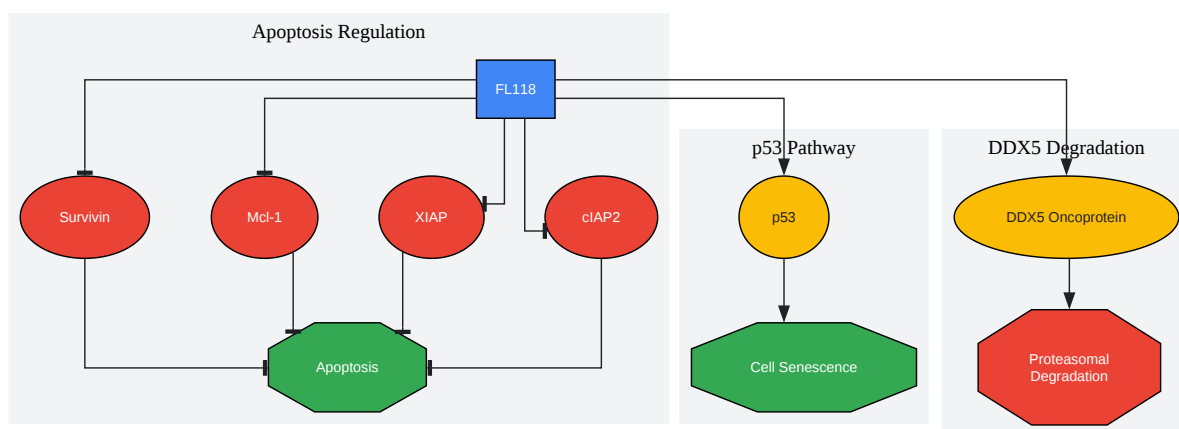 Apoptosis Regulation
FL118
p53 Pathway
DDX5 Degradation
Survivin
Mcl-1
XIAP
cIAP2
p53
DDX5 Oncoprotein
Apoptosis
Cell Senescence
Proteasomal
Degradation